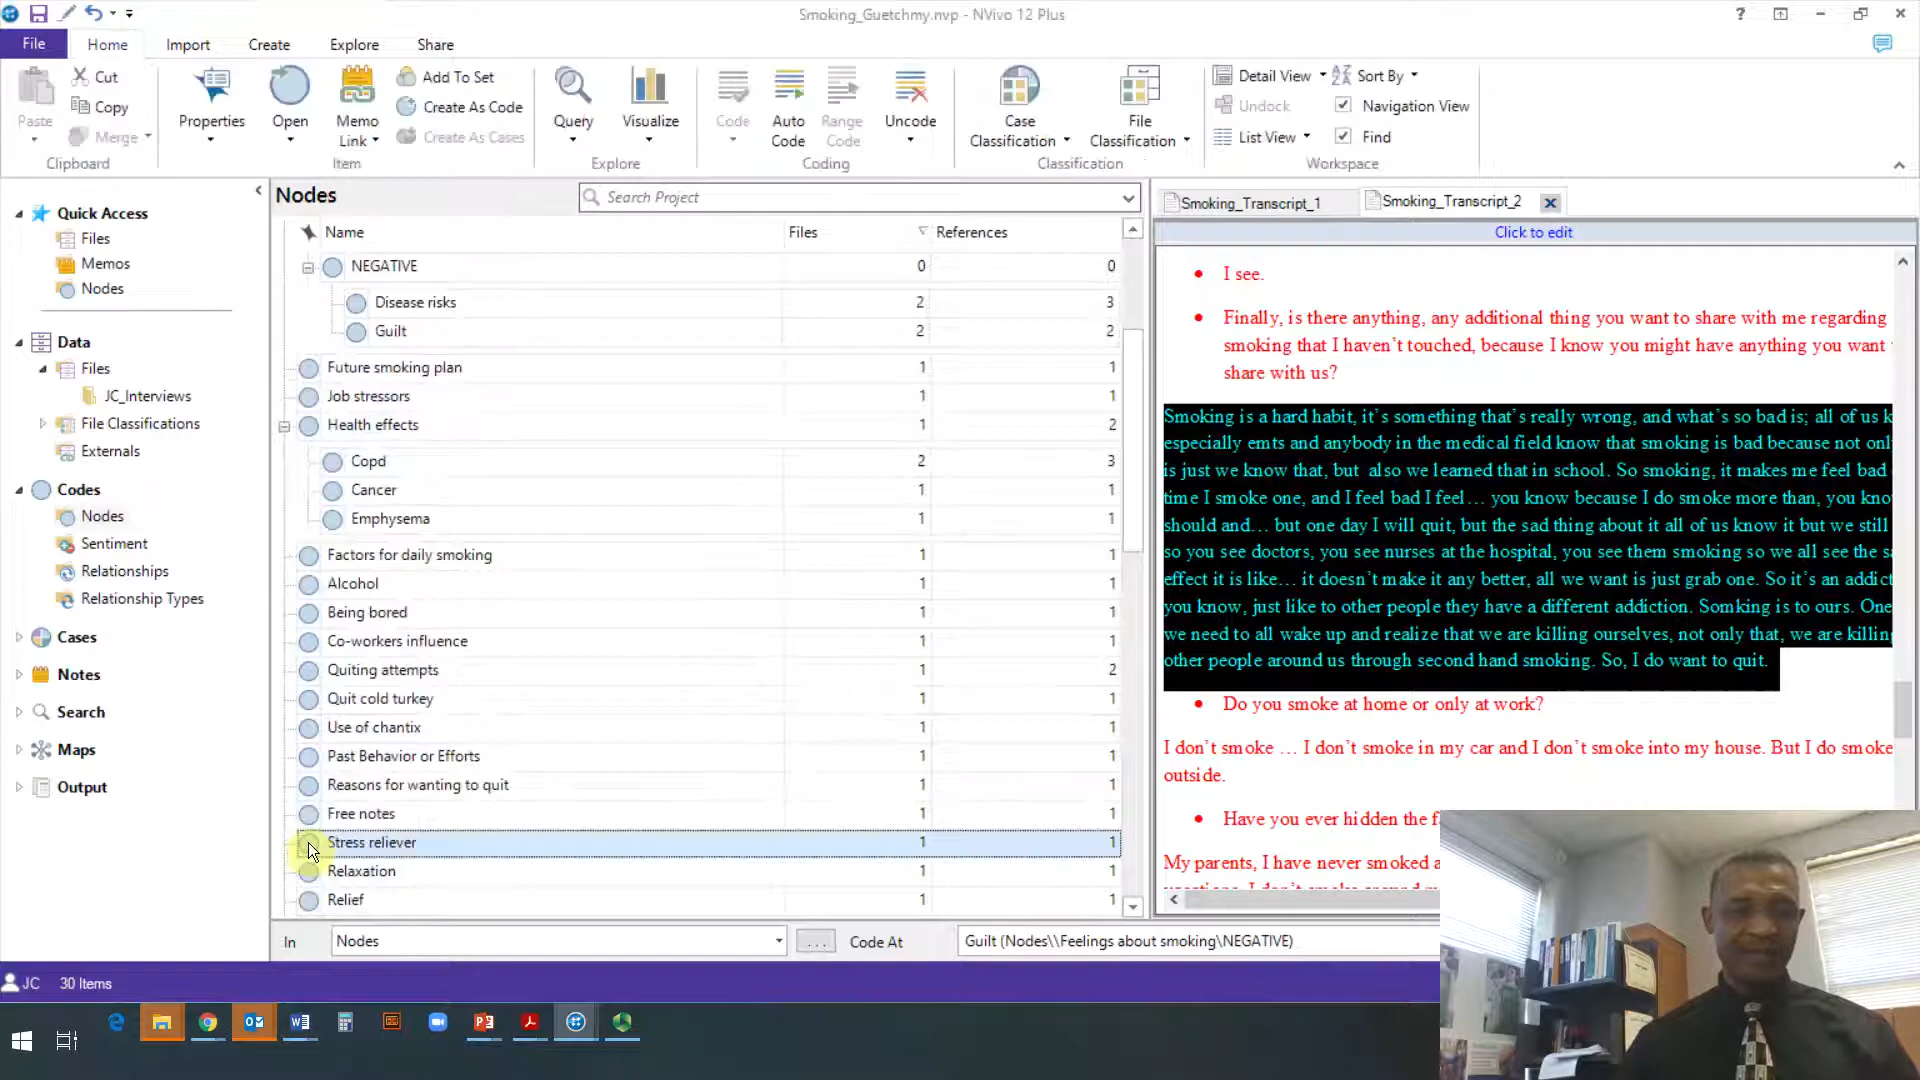 Smoking_Guetchmy.nvp - NVivo 12 Plus
File Home Import Create Explore Share
Paste
Cut
Copy
Merge
Clipboard
Properties
Open
Memo Link
Add To Set
Create As Code
Create As Cases
Item
Query
Visualize
Explore
Code
Auto Code
Range Code
Uncode
Coding
Case Classification
File Classification
Classification
Detail View
Sort By
Undock
Navigation View
List View
Find
Workspace
Quick Access
Files
Memos
Nodes
Data
Files
JC_Interviews
File Classifications
Externals
Codes
Nodes
Sentiment
Relationships
Relationship Types
Cases
Notes
Search
Maps
Output
Nodes
Search Project
Name Files References
NEGATIVE 0 0
Disease risks 2 3
Guilt 2 2
Future smoking plan 1 1
Job stressors 1 1
Health effects 1 2
Copd 2 3
Cancer 1 1
Emphysema 1 1
Factors for daily smoking 1 1
Alcohol 1 1
Being bored 1 1
Co-workers influence 1 1
Quiting attempts 1 2
Quit cold turkey 1 1
Use of chantix 1 1
Past Behavior or Efforts 1 1
Reasons for wanting to quit 1 1
Free notes 1 1
Stress reliever 1 1
Relaxation 1 1
Relief 1 1
In Nodes ... Code At Guilt (Nodes\\Feelings about smoking\NEGATIVE)
Smoking_Transcript_1 Smoking_Transcript_2
Click to edit
• I see.
• Finally, is there anything, any additional thing you want to share with me regarding
smoking that I haven't touched, because I know you might have anything you want
share with us?
Smoking is a hard habit, it's something that's really wrong, and what's so bad is; all of us k
especially emts and anybody in the medical field know that smoking is bad because not onl
is just we know that, but also we learned that in school. So smoking, it makes me feel bad
time I smoke one, and I feel bad I feel… you know because I do smoke more than, you kno
should and… but one day I will quit, but the sad thing about it all of us know it but we still
so you see doctors, you see nurses at the hospital, you see them smoking so we all see the sa
effect it is like… it doesn't make it any better, all we want is just grab one. So it's an addict
you know, just like to other people they have a different addiction. Somking is to ours. One
we need to all wake up and realize that we are killing ourselves, not only that, we are killing
other people around us through second hand smoking. So, I do want to quit.
• Do you smoke at home or only at work?
I don't smoke … I don't smoke in my car and I don't smoke into my house. But I do smoke
outside.
• Have you ever hidden the f
My parents, I have never smoked a
JC 30 Items